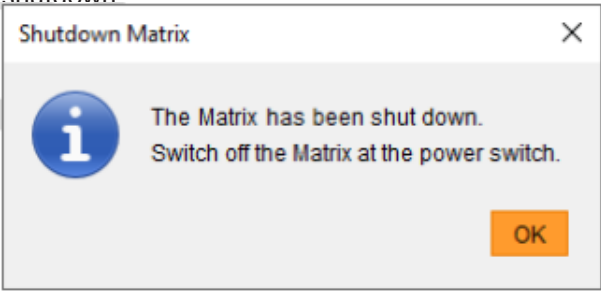 Shutdown Matrix
The Matrix has been shut down.
Switch off the Matrix at the power switch.
OK